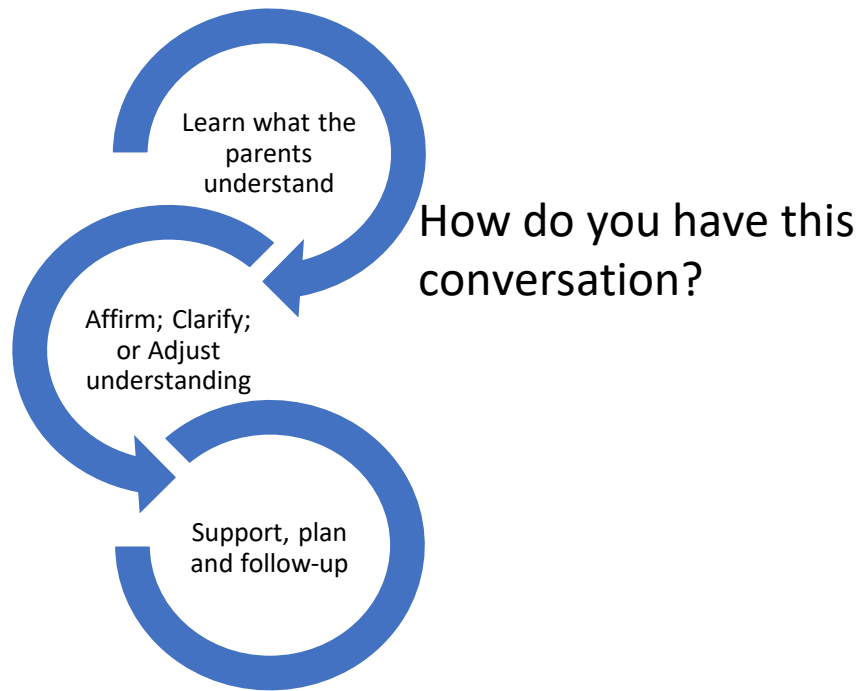 Learn what the
parents
understand
How do you have this
conversation?
Affirm; Clarify;
or Adjust
understanding
Support, plan
and follow-up